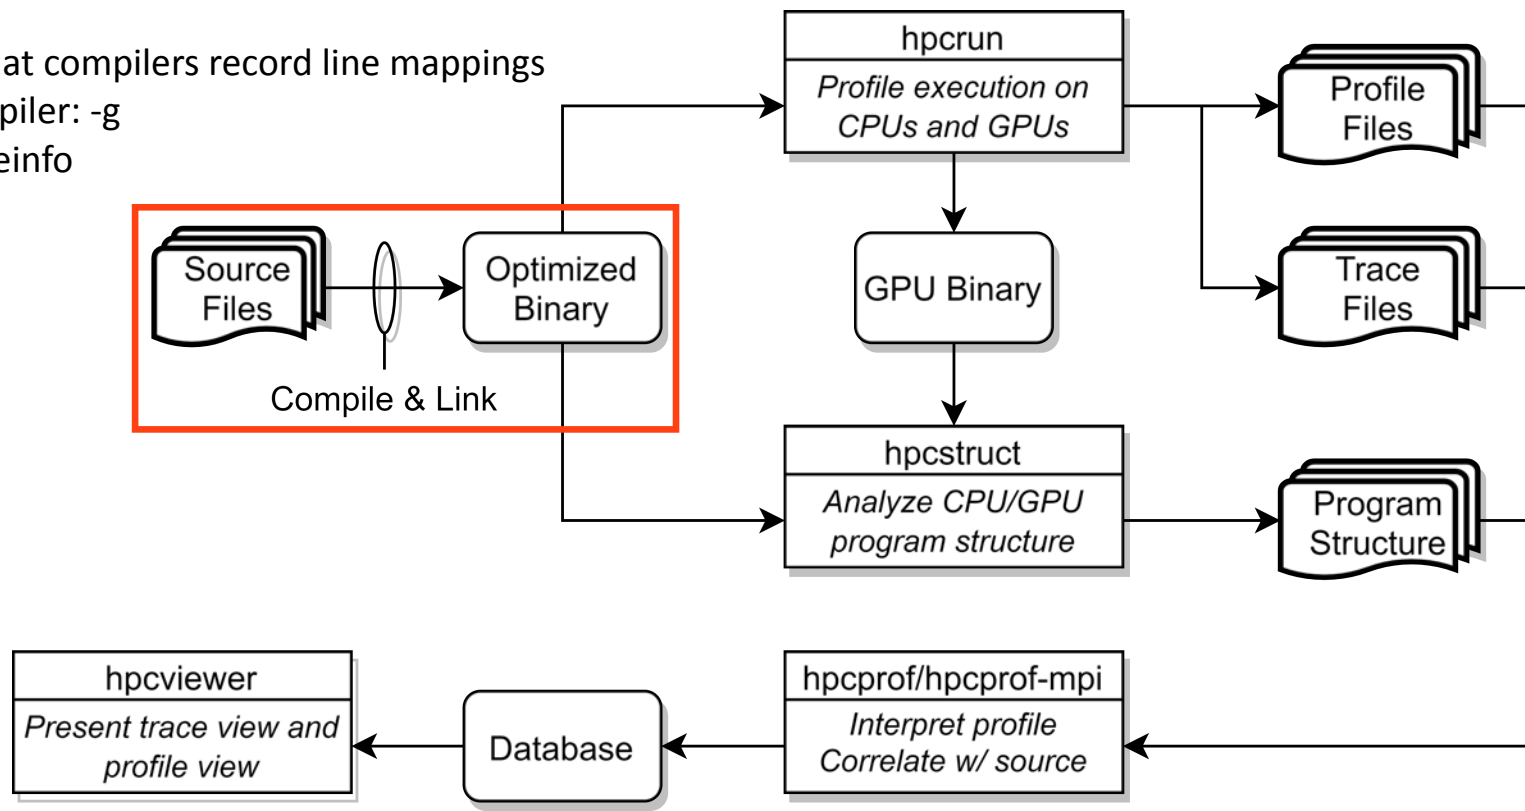 at compilers record line mappings
piler: -g
einfo
hpcrun
Profile execution on
CPUs and GPUs
Profile
Files
Source
Files
Optimized
Binary
GPU Binary
Trace
Files
Compile & Link
hpcstruct
Analyze CPU/GPU
program structure
Program
Structure
hpcviewer
Present trace view and
profile view
Database
hpcprof/hpcprof-mpi
Interpret profile
Correlate w/ source